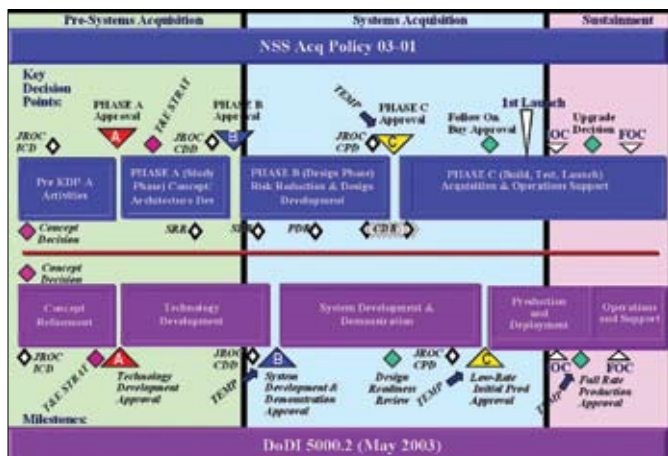 Pre-Systems Acquisition
Systems Acquisition
Sustainment
NSS Acq Policy 03-01
Key
Decision
Points:
JROC
ICD
PHASE A
Approval
A
T&E STRAT
JROC
CDD
PHASE B
Approval
B
TEMP
JROC
CPD
PHASE C
Approval
C
Follow On
Buy Approval
1st Launch
IOC
Upgrade
Decision
FOC
Pre KDP-A
Activities
PHASE A (Study
Phase) Concept/
Architecture Dev
PHASE B (Design Phase)
Risk Reduction & Design
Development
PHASE C (Build, Test, Launch)
Acquisition & Operations Support
Concept
Decision
SRR
PDR
CDR
Concept
Decision
Concept
Refinement
Technology
Development
System Development &
Demonstration
Production
and
Deployment
Operations
and Support
JROC
ICD
T&E STRAT
A
Technology
Development
Approval
JROC
CDD
TEMP
B
System
Development &
Demonstration
Approval
Design
Readiness
Review
JROC
CPD
TEMP
C
Low-Rate
Initial Prod
Approval
IOC
TEMP
Full Rate
Production
Approval
FOC
Milestones:
DoDI 5000.2 (May 2003)